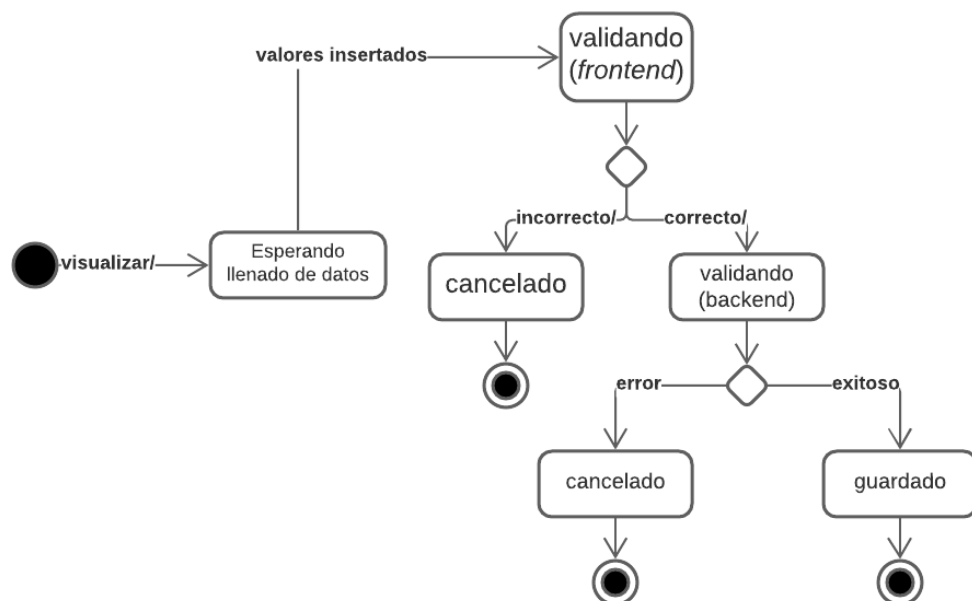 validando
(frontend)
valores insertados
incorrecto/
correcto/
visualizar/
Esperando
llenado de datos
cancelado
validando
(backend)
error
exitoso
cancelado
guardado